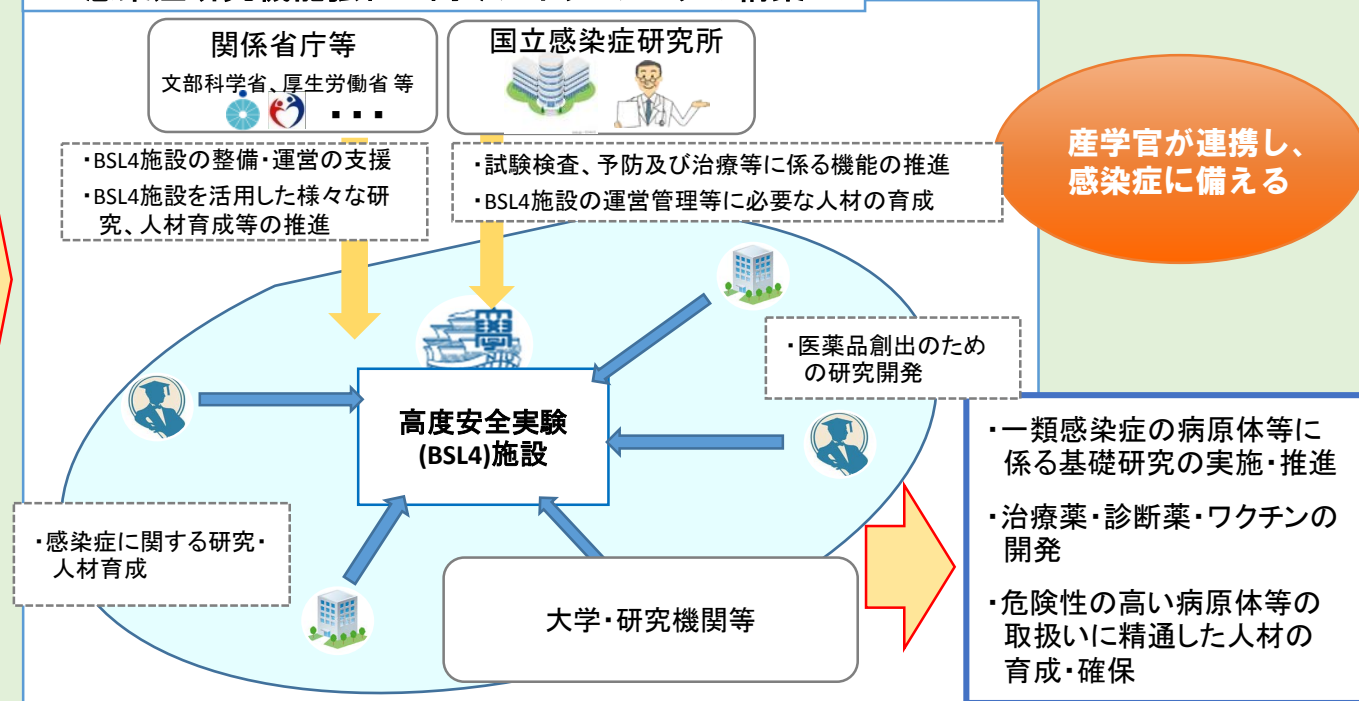 関係省庁等
文部科学省、厚生労働省 等
・・・
国立感染症研究所
・BSL4施設の整備・運営の支援
・BSL4施設を活用した様々な研
究、人材育成等の推進
・試験検査、予防及び治療等に係る機能の推進
・BSL4施設の運営管理等に必要な人材の育成
産学官が連携し、
感染症に備える
・医薬品創出のため
の研究開発
高度安全実験
(BSL4)施設
・感染症に関する研究・
人材育成
大学・研究機関等
・一類感染症の病原体等に
係る基礎研究の実施・推進
・治療薬・診断薬・ワクチンの
開発
・危険性の高い病原体等の
取扱いに精通した人材の
育成・確保